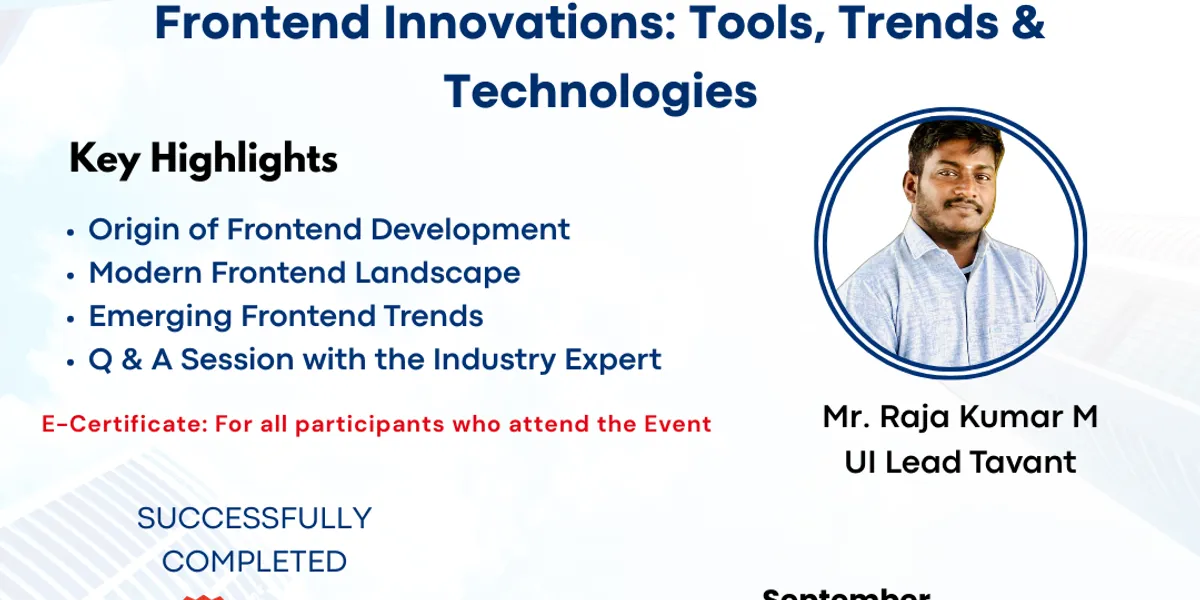 Frontend Innovations: Tools, Trends &
Technologies
Key Highlights
• Origin of Frontend Development
• Modern Frontend Landscape
• Emerging Frontend Trends
• Q & A Session with the Industry Expert
E-Certificate: For all participants who attend the Event
Mr. Raja Kumar M
UI Lead Tavant
SUCCESSFULLY
COMPLETED
September